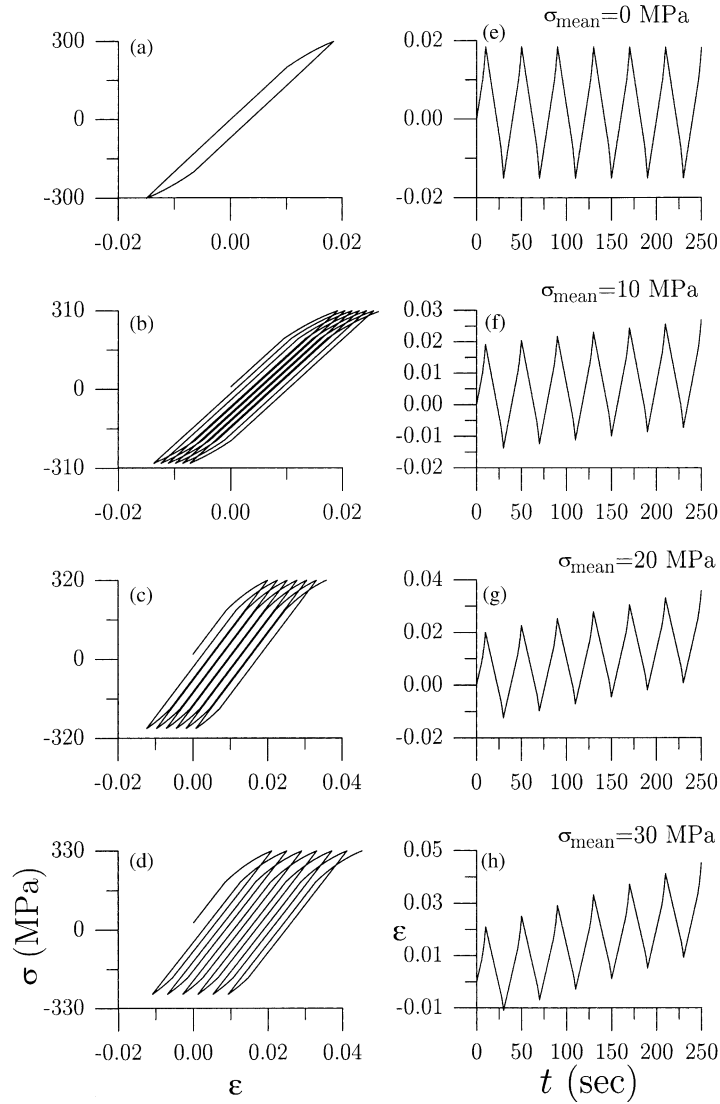 σmean=0 MPa
300 (a) 0.02 (e)
0 0.00
-300 -0.02
-0.02 0.00 0.02 0 50 100 150 200 250
σmean=10 MPa
310 (b) 0.03 (f)
0.02
0 0.01
0.00
-0.01
-310 -0.02
-0.02 0.00 0.02 0 50 100 150 200 250
σmean=20 MPa
320 (c) 0.04 (g)
0 0.02
0.00
-320 -0.02
-0.02 0.00 0.02 0.04 0 50 100 150 200 250
σmean=30 MPa
330 (d) 0.05 (h)
0.03
0 ε
0.01
-330 -0.01
-0.02 0.00 0.02 0.04 0 50 100 150 200 250
σ (MPa)
ε t (sec)